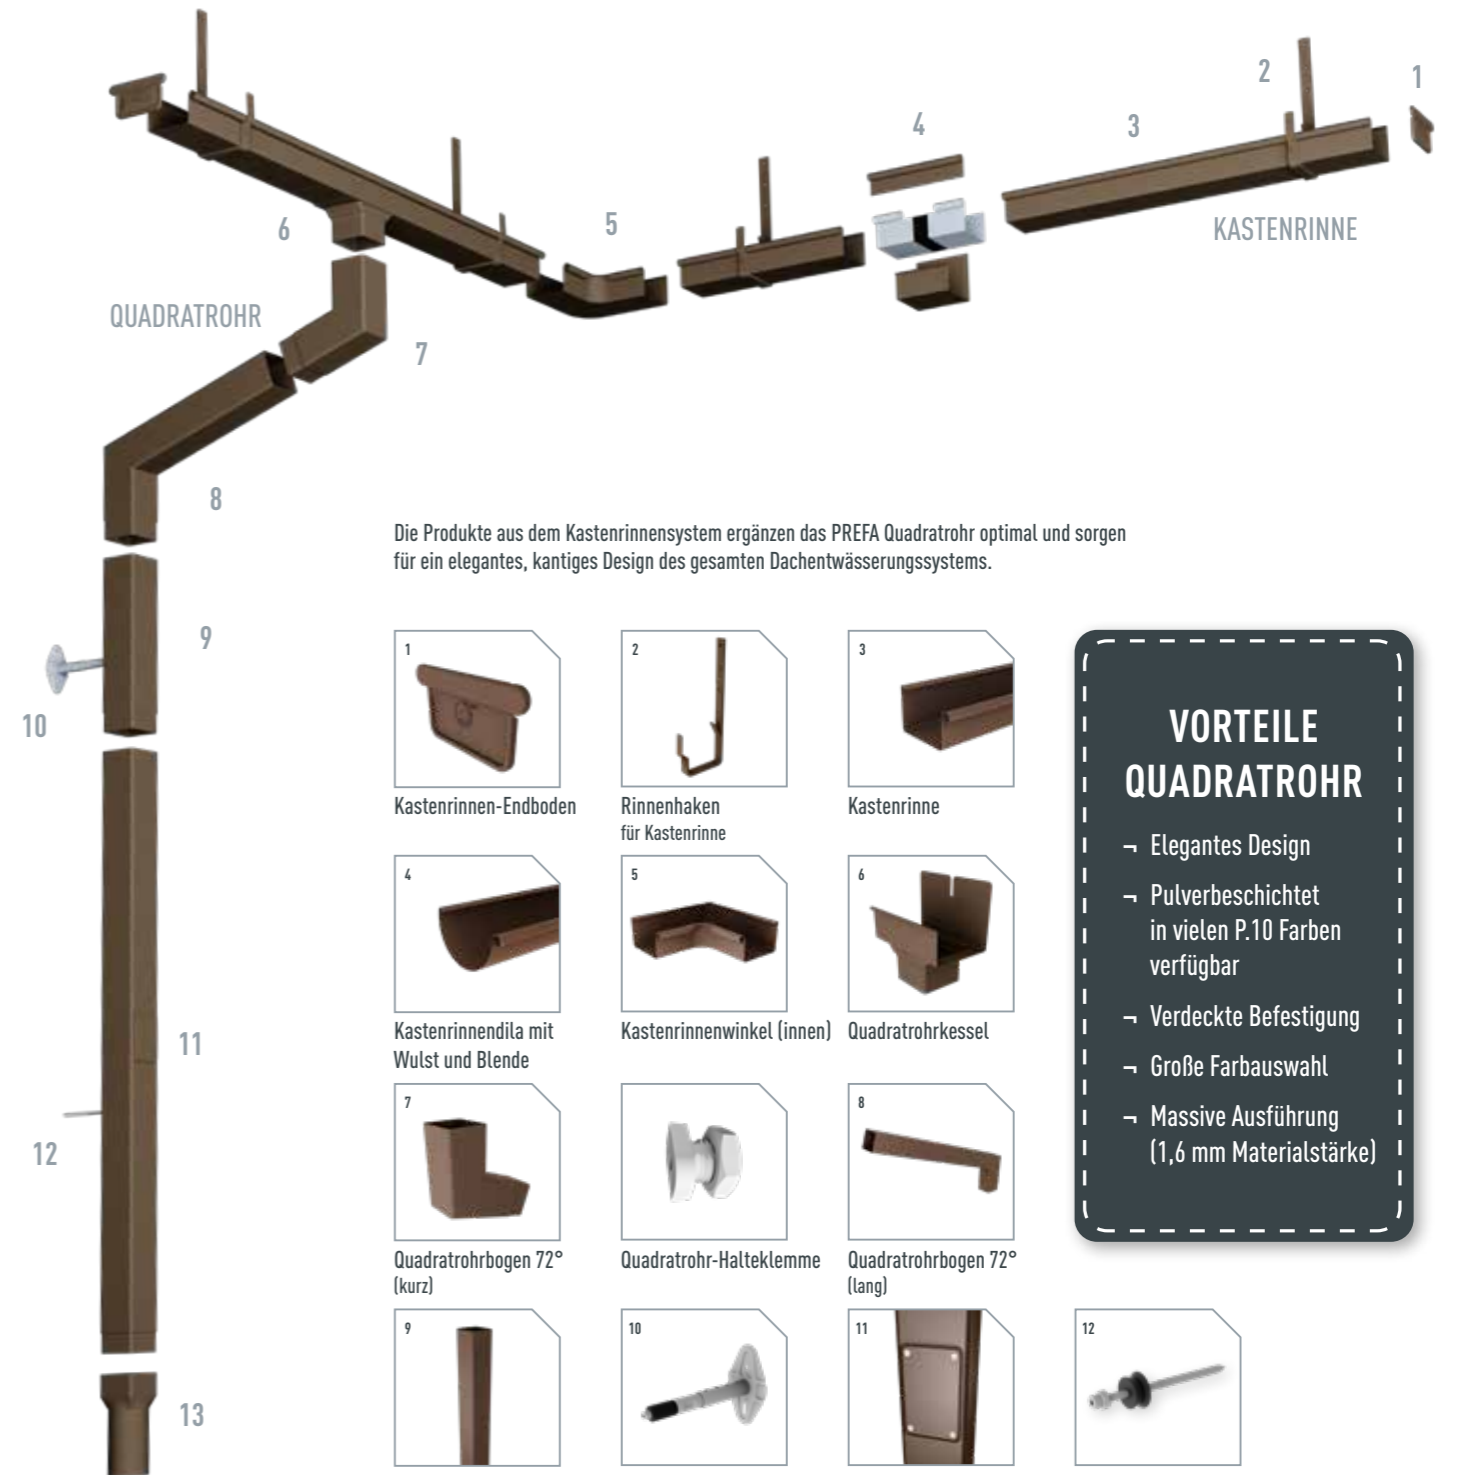 2
1
4
3
6
5
KASTENRINNE
QUADRATROHR
7
8
9
10
11
12
13
Die Produkte aus dem Kastenrinnensystem ergänzen das PREFA Quadratrohr optimal und sorgen
für ein elegantes, kantiges Design des gesamten Dachentwässerungssystems.
1
Kastenrinnen-Endboden
2
Rinnenhaken
für Kastenrinne
3
Kastenrinne
4
Kastenrinnendila mit
Wulst und Blende
5
Kastenrinnenwinkel (innen)
6
Quadratrohrkessel
7
Quadratrohrbogen 72°
(kurz)
Quadratrohr-Halteklemme
8
Quadratrohrbogen 72°
(lang)
9
10
11
12
VORTEILE
QUADRATROHR
¬ Elegantes Design
¬ Pulverbeschichtet
in vielen P.10 Farben
verfügbar
¬ Verdeckte Befestigung
¬ Große Farbauswahl
¬ Massive Ausführung
(1,6 mm Materialstärke)